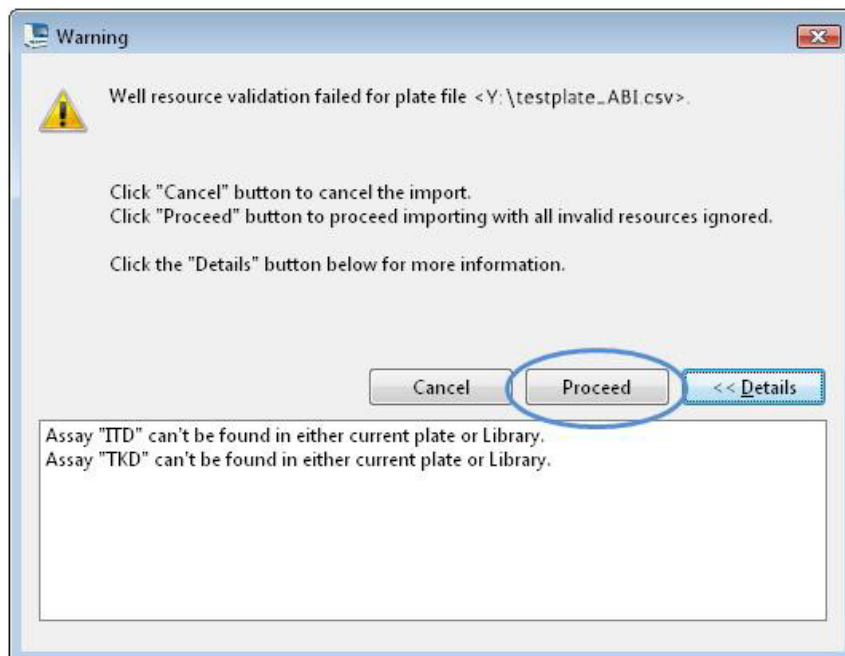 Warning
Well resource validation failed for plate file <Y:\testplate_ABI.csv>.
Click "Cancel" button to cancel the import.
Click "Proceed" button to proceed importing with all invalid resources ignored.
Click the "Details" button below for more information.
Cancel Proceed << Details
Assay "ITD" can't be found in either current plate or Library.
Assay "TKD" can't be found in either current plate or Library.